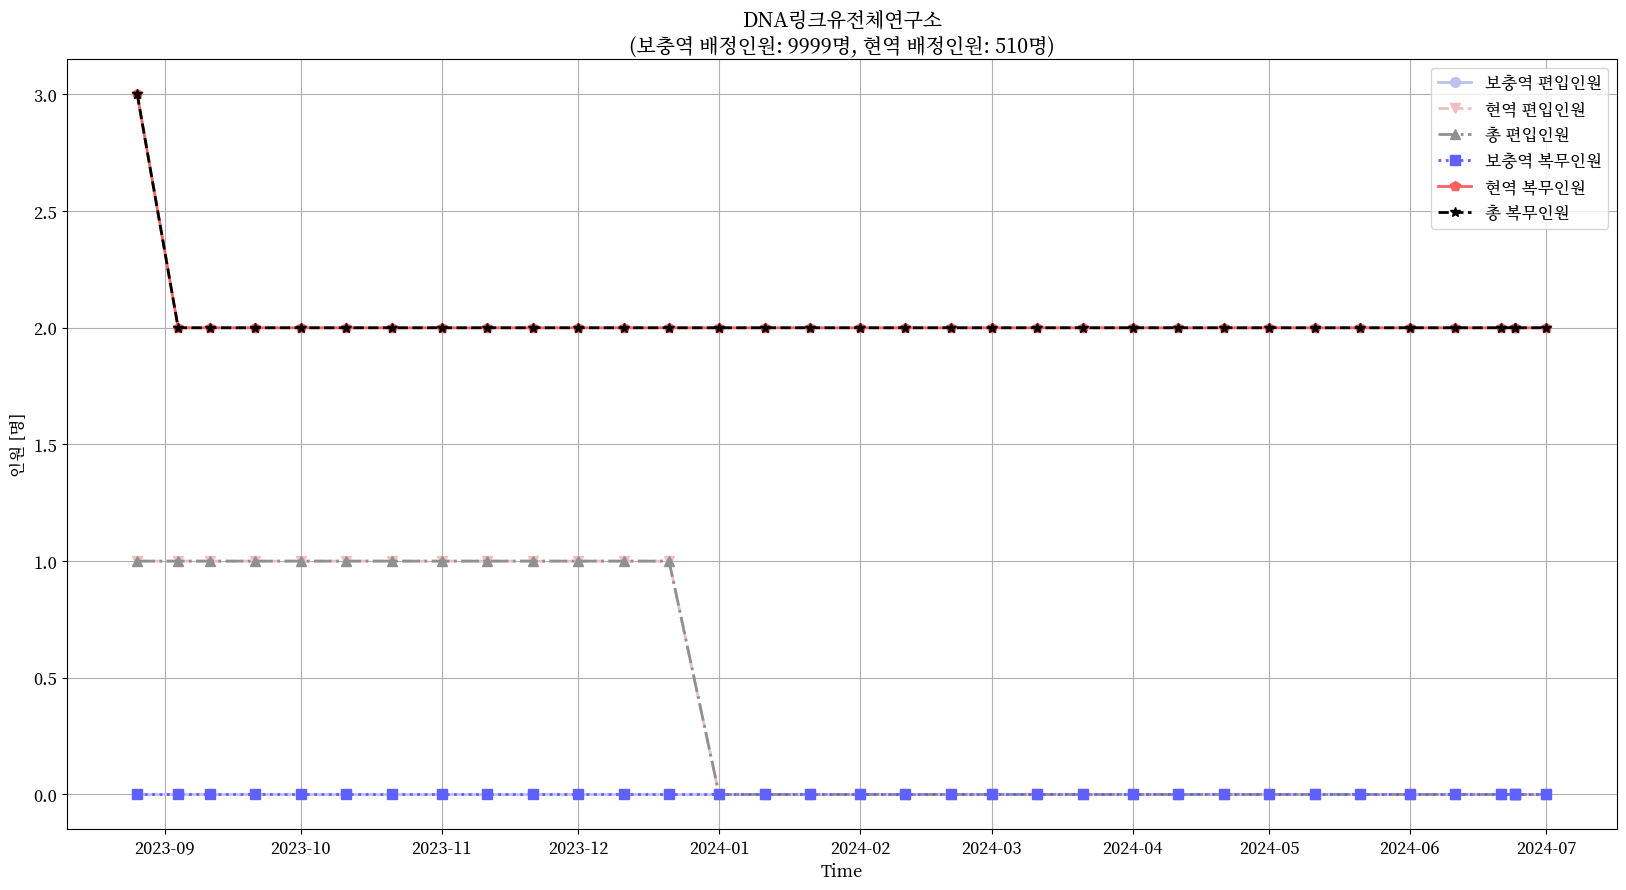 DNA링크유전체연구소
(보충역 배정인원: 9999명, 현역 배정인원: 510명)
보충역 편입인원
현역 편입인원
총 편입인원
보충역 복무인원
현역 복무인원
총 복무인원
인원 [명]
3.0
2.5
2.0
1.5
1.0
0.5
0.0
2023-09
2023-10
2023-11
2023-12
2024-01
2024-02
2024-03
2024-04
2024-05
2024-06
2024-07
Time